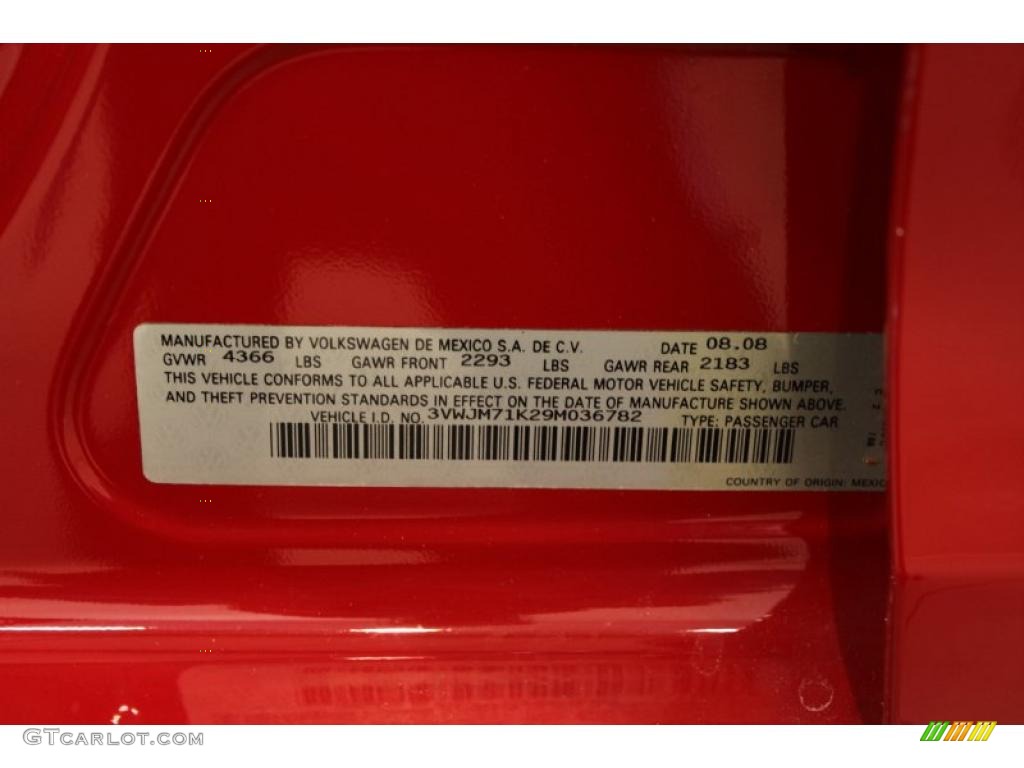 MANUFACTURED BY VOLKSWAGEN DE MEXICO S.A. DE C.V. DATE 08.08
GVWR 4366 LBS GAWR FRONT 2293 LBS GAWR REAR 2183 LBS
THIS VEHICLE CONFORMS TO ALL APPLICABLE U.S. FEDERAL MOTOR VEHICLE SAFETY, BUMPER,
AND THEFT PREVENTION STANDARDS IN EFFECT ON THE DATE OF MANUFACTURE SHOWN ABOVE.
VEHICLE I.D. NO. 3VWJM71K29M036782 TYPE: PASSENGER CAR
COUNTRY OF ORIGIN: MEXIC
GTCARLOT.COM